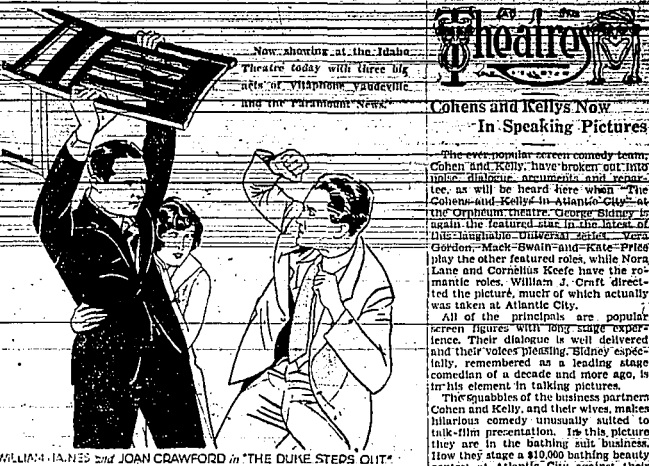 Now showing at the Idaho
Theatre today with three big
acts of Vitaphone Vaudeville
and the Paramount News.
WILLIAM HAINES and JOAN CRAWFORD in "THE DUKE STEPS OUT"
At the
Theatres
Cohens and Kellys Now
In Speaking Pictures
The ever popular screen comedy team,
Cohen and Kelly, have broken out into
noise, dialogue, arguments and repar-
tee, as will be heard here when "The
Cohens and Kellys in Atlantic City" at
the Orpheum theatre. George Sidney is
again the featured star in the latest of
this laughable Universal series. Vera
Gordon, Mack Swain and Kate Price
play the other featured roles, while Nora
Lane and Cornelius Keefe have the ro-
mantic roles. William J. Craft direct-
ted the picture, much of which actually
was taken at Atlantic City.
All of the principals are popular
screen figures with long stage exper-
ience. Their dialogue is well delivered
and their voices pleasing. Sidney espec-
ially, remembered as a leading stage
comedian of a decade and more ago, is
in his element in talking pictures.
The squabbles of the business partners
Cohen and Kelly, and their wives, makes
hilarious comedy unusually suited to
talk-film presentation. In this picture
they are in the bathing suit business.
How they stage a $10,000 bathing beauty
contest at Atlantic City against their